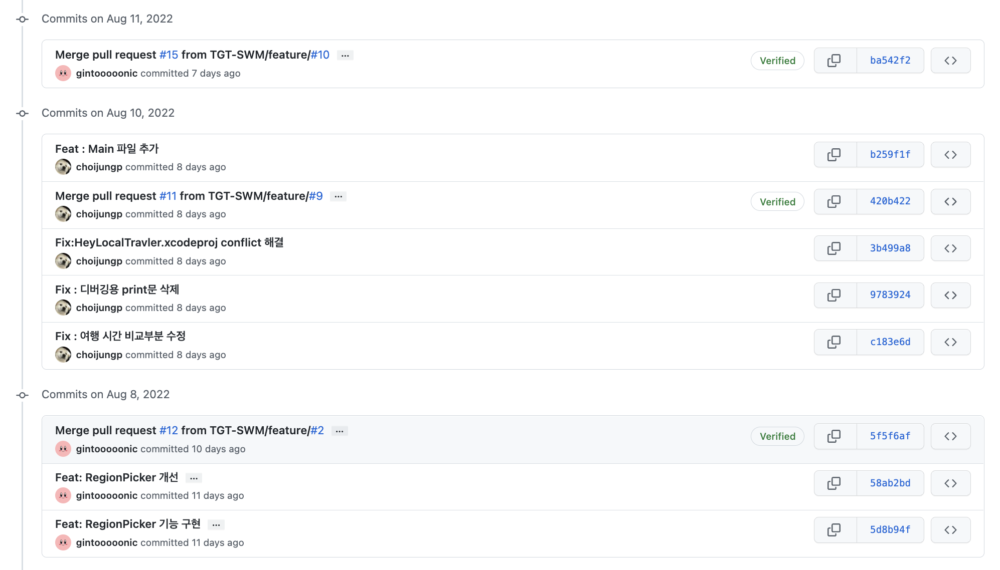 Commits on Aug 11, 2022
Merge pull request #15 from TGT-SWM/feature/#10 ...
Verified
ba542f2
gintooooonic committed 7 days ago
Commits on Aug 10, 2022
Feat : Main 파일 추가
b259f1f
choijungp committed 8 days ago
Merge pull request #11 from TGT-SWM/feature/#9 ...
Verified
420b422
choijungp committed 8 days ago
Fix:HeyLocalTravler.xcodeproj conflict 해결
3b499a8
choijungp committed 8 days ago
Fix : 디버깅용 print문 삭제
9783924
choijungp committed 8 days ago
Fix : 여행 시간 비교부분 수정
c183e6d
choijungp committed 8 days ago
Commits on Aug 8, 2022
Merge pull request #12 from TGT-SWM/feature/#2 ...
Verified
5f5f6af
gintooooonic committed 10 days ago
Feat: RegionPicker 개선 ...
58ab2bd
gintooooonic committed 11 days ago
Feat: RegionPicker 기능 구현 ...
5d8b94f
gintooooonic committed 11 days ago